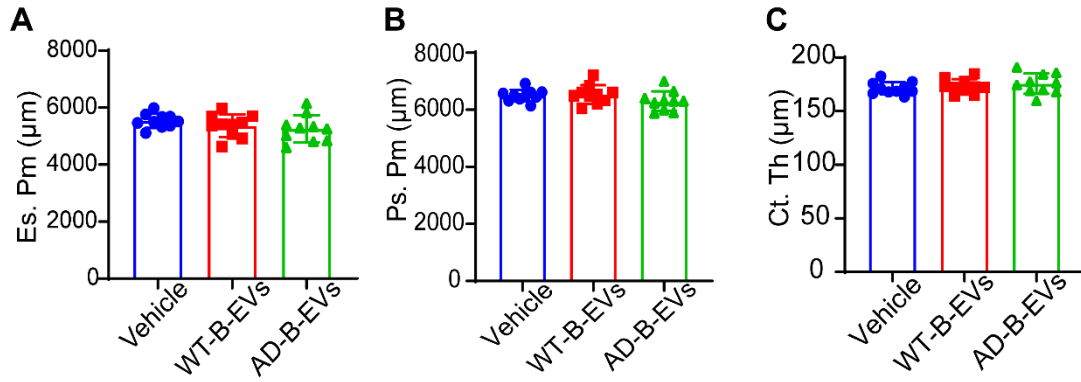 A
Es. Pm (μm)
8000
6000
4000
2000
0
Vehicle
WT-B-EVs
AD-B-EVs
B
Ps. Pm (μm)
8000
6000
4000
2000
0
Vehicle
WT-B-EVs
AD-B-EVs
C
Ct. Th (μm)
200
150
100
50
0
Vehicle
WT-B-EVs
AD-B-EVs